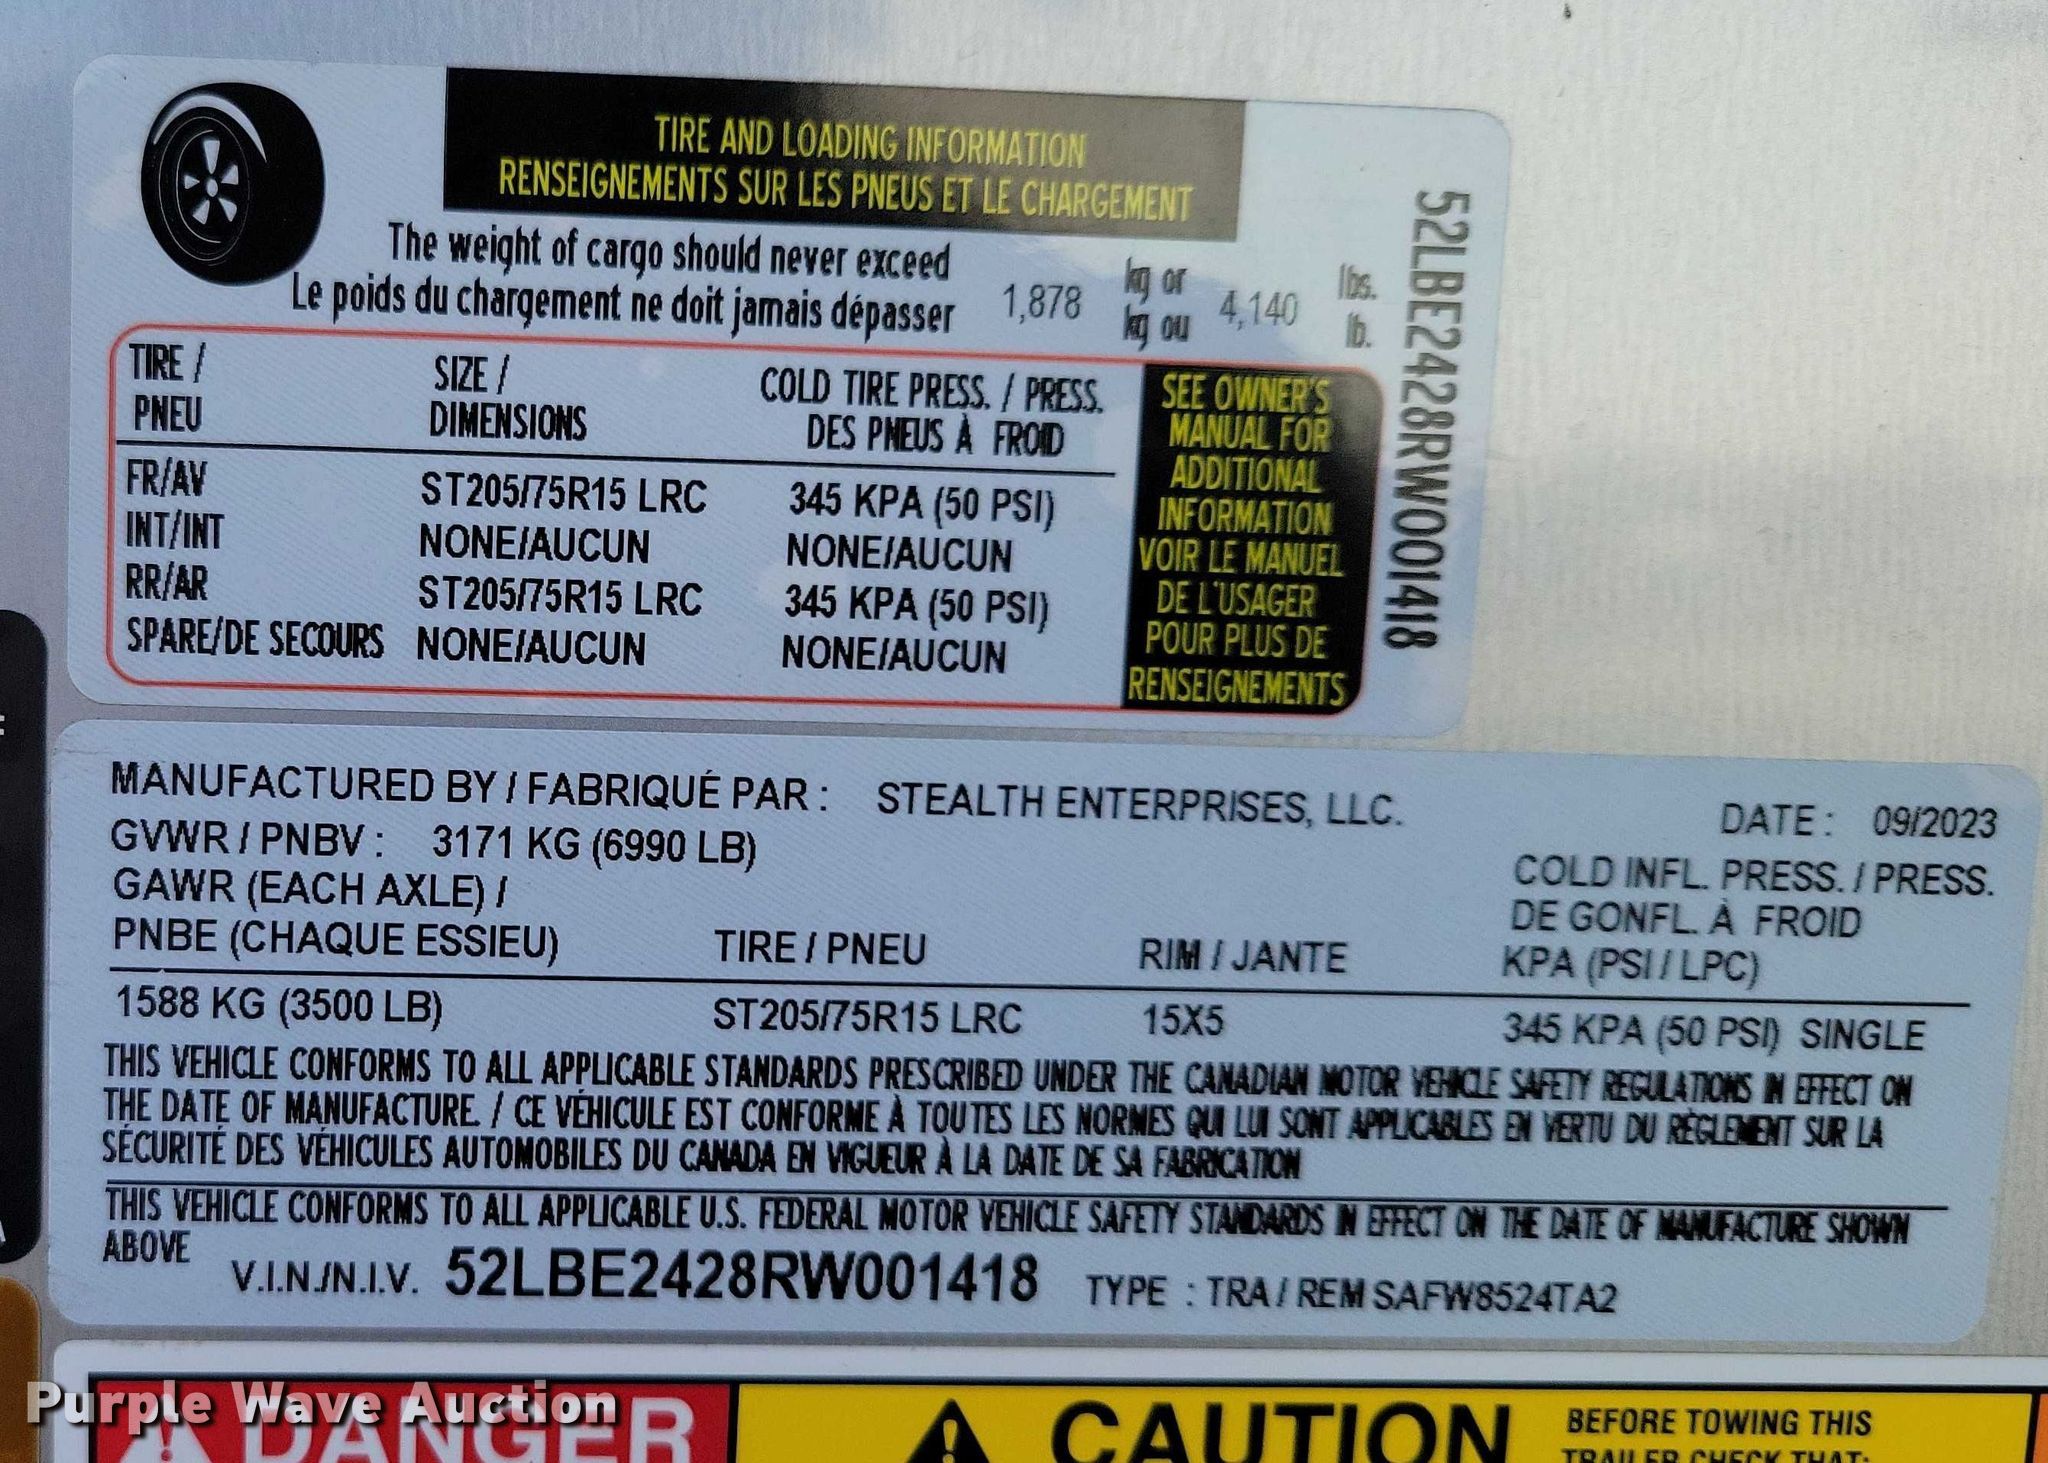 TIRE AND LOADING INFORMATION
RENSEIGNEMENTS SUR LES PNEUS ET LE CHARGEMENT
The weight of cargo should never exceed
Le poids du chargement ne doit jamais dépasser
1,878
kg or
kg ou
4,140
lbs.
lb.
52LBE2428RW001418
TIRE / PNEU
SIZE / DIMENSIONS
COLD TIRE PRESS. / PRESS.
DES PNEUS À FROID
FR/AV ST205/75R15 LRC 345 KPA (50 PSI)
INT/INT NONE/AUCUN NONE/AUCUN
RR/AR ST205/75R15 LRC 345 KPA (50 PSI)
SPARE/DE SECOURS NONE/AUCUN NONE/AUCUN
SEE OWNER'S
MANUAL FOR
ADDITIONAL
INFORMATION
VOIR LE MANUEL
DE L'USAGER
POUR PLUS DE
RENSEIGNEMENTS
MANUFACTURED BY / FABRIQUÉ PAR : STEALTH ENTERPRISES, LLC. DATE : 09/2023
GVWR / PNBV : 3171 KG (6990 LB)
GAWR (EACH AXLE) /
PNBE (CHAQUE ESSIEU)
TIRE / PNEU
RIM / JANTE
COLD INFL. PRESS. / PRESS.
DE GONFL. À FROID
KPA (PSI / LPC)
1588 KG (3500 LB) ST205/75R15 LRC 15X5 345 KPA (50 PSI) SINGLE
THIS VEHICLE CONFORMS TO ALL APPLICABLE STANDARDS PRESCRIBED UNDER THE CANADIAN MOTOR VEHICLE SAFETY REGULATIONS IN EFFECT ON
THE DATE OF MANUFACTURE. / CE VÉHICULE EST CONFORME À TOUTES LES NORMES QUI LUI SONT APPLICABLES EN VERTU DU RÈGLEMENT SUR LA
SÉCURITÉ DES VÉHICULES AUTOMOBILES DU CANADA EN VIGUEUR À LA DATE DE SA FABRICATION
THIS VEHICLE CONFORMS TO ALL APPLICABLE U.S. FEDERAL MOTOR VEHICLE SAFETY STANDARDS IN EFFECT ON THE DATE OF MANUFACTURE SHOWN
ABOVE
V.I.N./N.I.V. 52LBE2428RW001418 TYPE : TRA / REM SAFW8524TA2
DANGER
CAUTION
BEFORE TOWING THIS
TRAILER CHECK THAT:
Purple Wave Auction